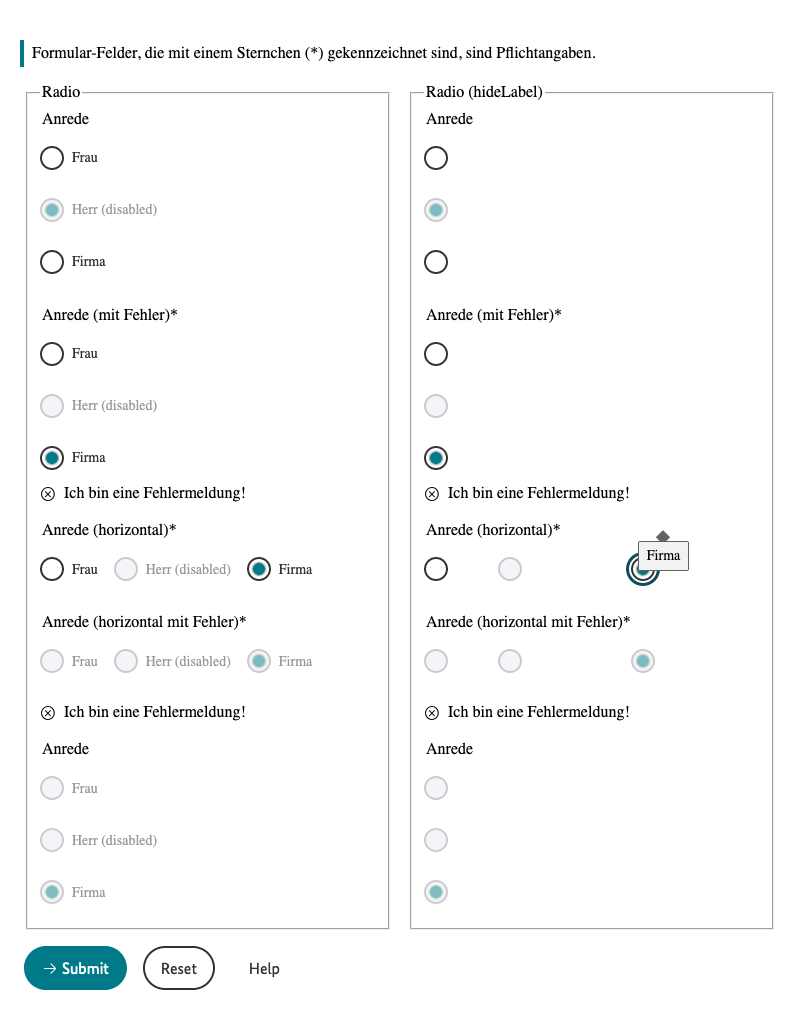 Formular-Felder, die mit einem Sternchen (*) gekennzeichnet sind, sind Pflichtangaben.
Radio
Anrede
Frau
Herr (disabled)
Firma
Anrede (mit Fehler)*
Frau
Herr (disabled)
Firma
Ich bin eine Fehlermeldung!
Anrede (horizontal)*
Frau Herr (disabled) Firma
Anrede (horizontal mit Fehler)*
Frau Herr (disabled) Firma
Ich bin eine Fehlermeldung!
Anrede
Frau
Herr (disabled)
Firma
Radio (hideLabel)
Anrede
Anrede (mit Fehler)*
Ich bin eine Fehlermeldung!
Anrede (horizontal)*
Firma
Anrede (horizontal mit Fehler)*
Ich bin eine Fehlermeldung!
Anrede
Submit Reset Help